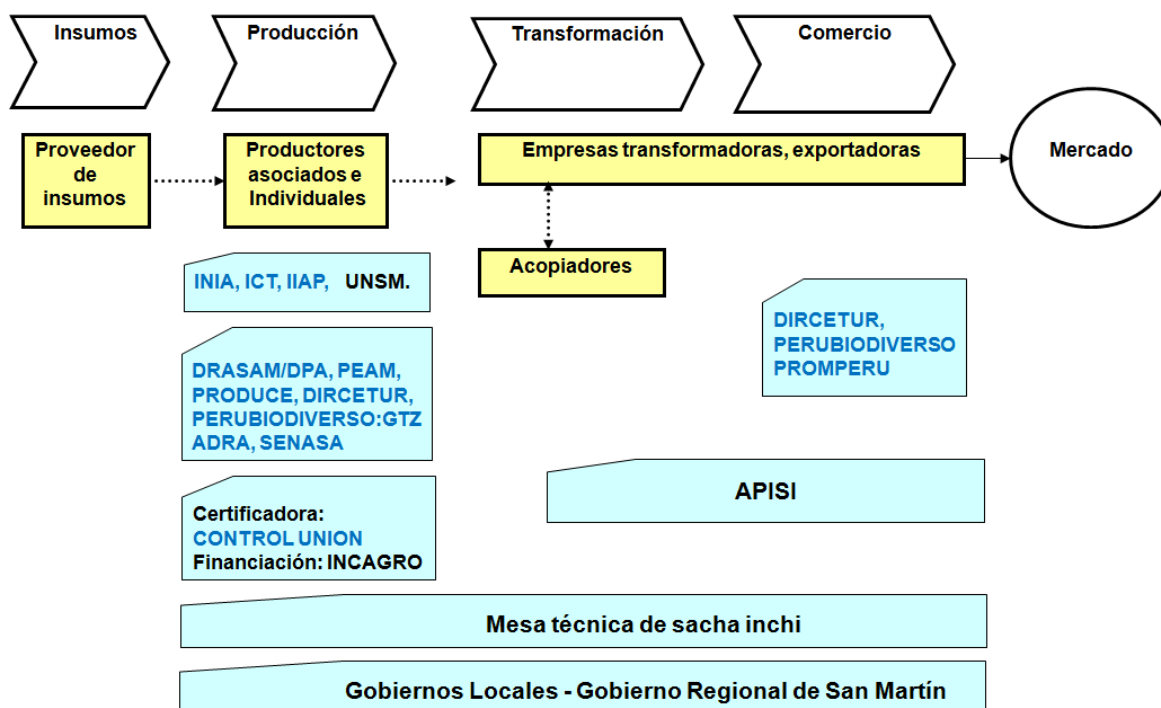 Insumos
Producción
Transformación
Comercio
Proveedor
de
insumos
Productores
asociados e
Individuales
Empresas transformadoras, exportadoras
Mercado
Acopiadores
INIA, ICT, IIAP, UNSM.
DRASAM/DPA, PEAM,
PRODUCE, DIRCETUR,
PERUBIODIVERSO:GTZ
ADRA, SENASA
DIRCETUR,
PERUBIODIVERSO
PROMPERU
APISI
Certificadora:
CONTROL UNION
Financiación: INCAGRO
Mesa técnica de sacha inchi
Gobiernos Locales - Gobierno Regional de San Martín